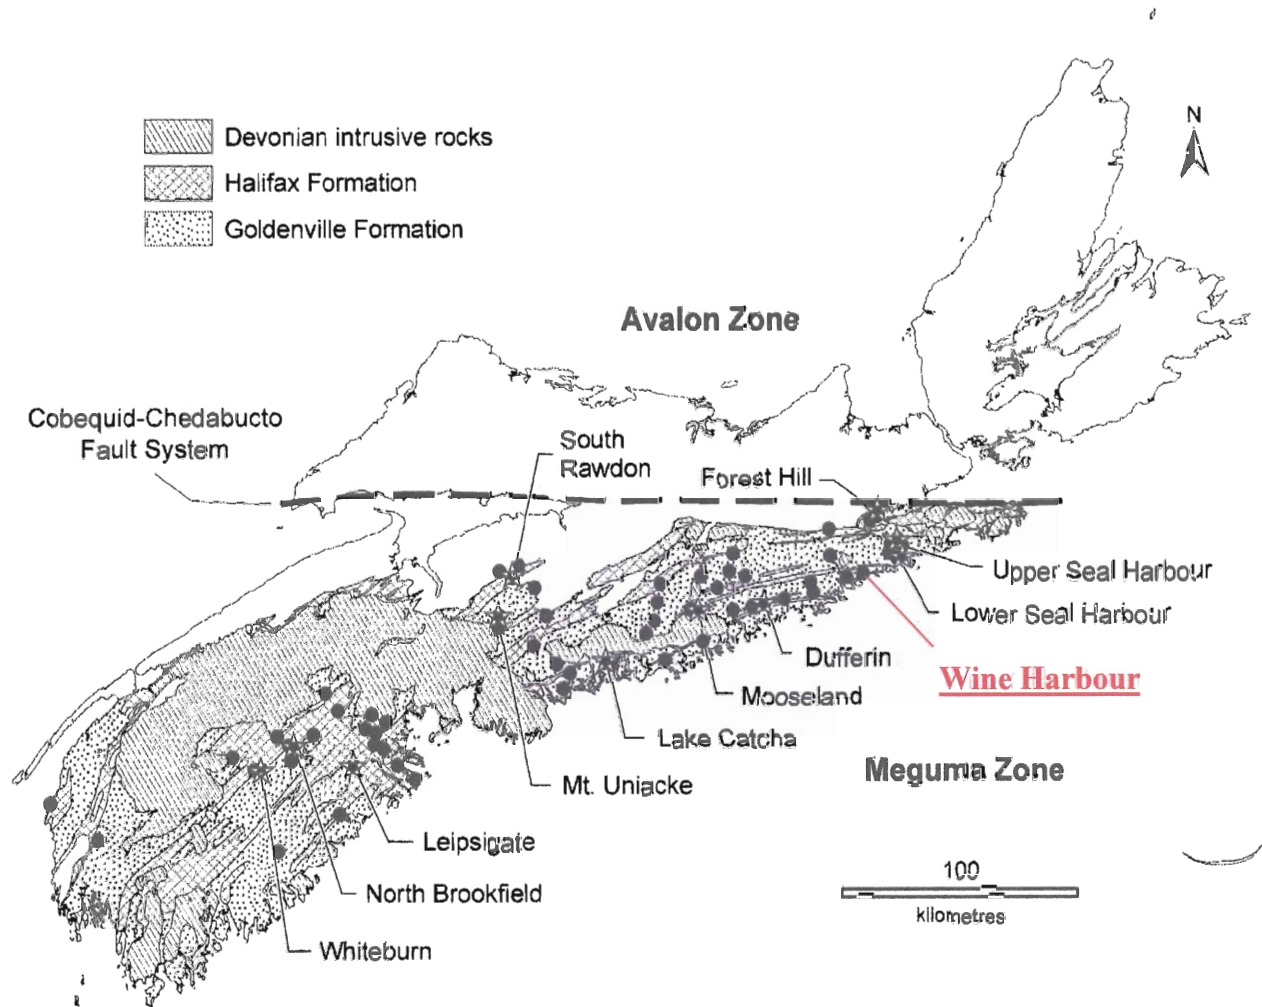 N
Devonian intrusive rocks
Halifax Formation
Goldenville Formation
Avalon Zone
Cobequid-Chedabucto
Fault System
South
Rawdon
Forest Hill
Upper Seal Harbour
Lower Seal Harbour
Dufferin
Wine Harbour
Mooseland
Lake Catcha
Meguma Zone
Mt. Uniacke
Leipsigate
North Brookfield
Whiteburn
100
kilometres